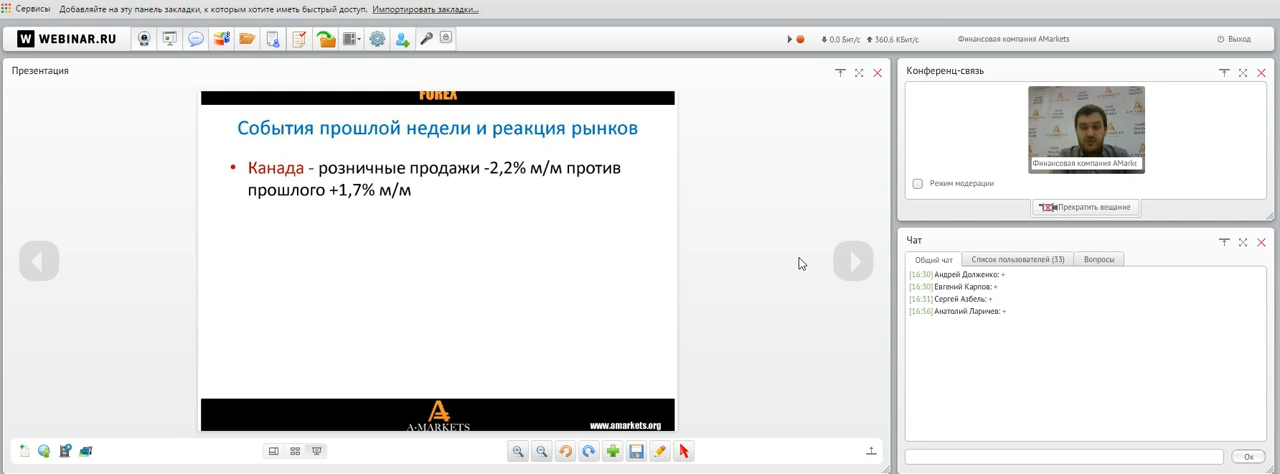 Сервисы Добавляйте на эту панель закладки, к которым хотите иметь быстрый доступ. Импортировать закладки...
W WEBINAR.RU
0.0 Бит/с 360.6 КБит/с
Финансовая компания AMarkets
Выход
Презентация
FOREX
События прошлой недели и реакция рынков
• Канада - розничные продажи -2,2% м/м против
прошлого +1,7% м/м
A·MARKETS
www.amarkets.org
Конференц-связь
Финансовая компания AMarke
Режим модерации
Прекратить вещание
Чат
Общий чат Список пользователей (33) Вопросы
[16:30] Андрей Долженко: +
[16:30] Евгений Карпов: +
[16:31] Сергей Азбель: +
[16:56] Анатолий Ларичев: +
Ок